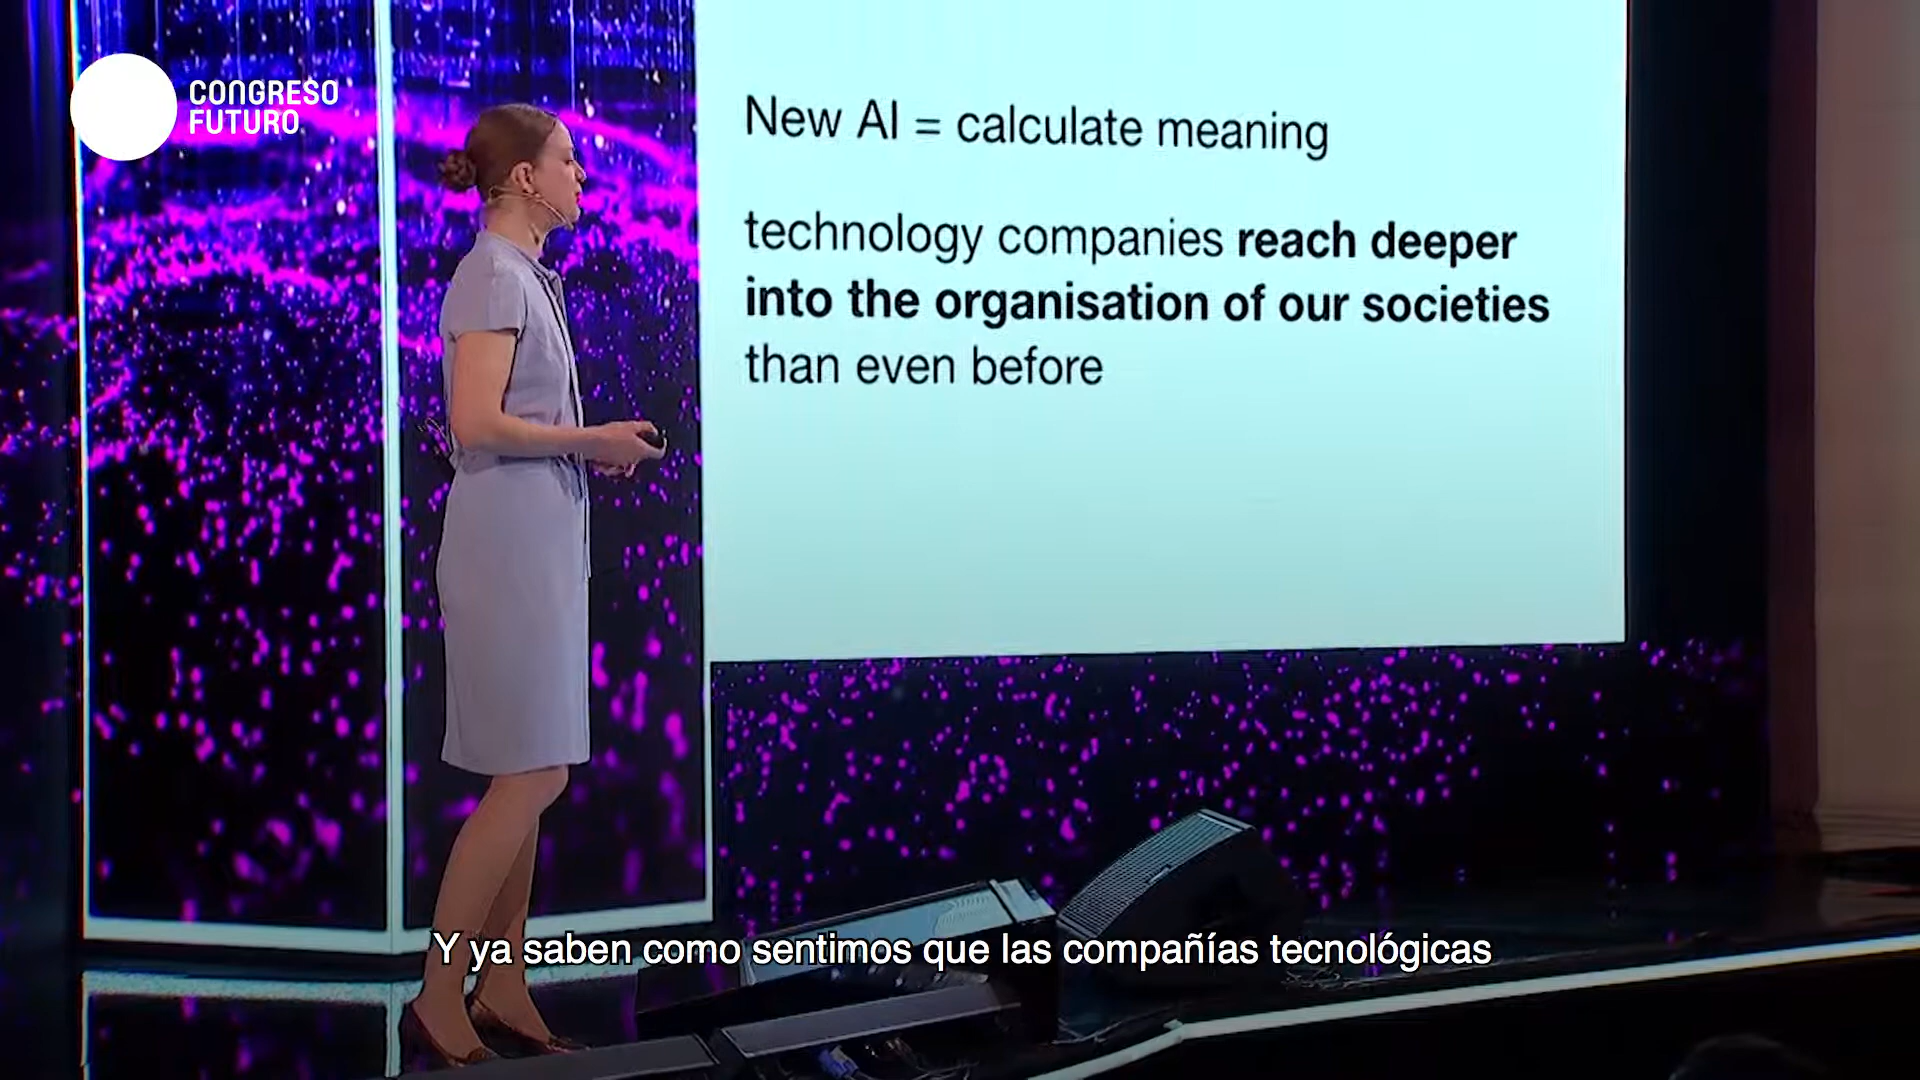 CONGRESO
FUTURO
New AI = calculate meaning
technology companies reach deeper
into the organisation of our societies
than even before
Y ya saben como sentimos que las compañías tecnológicas